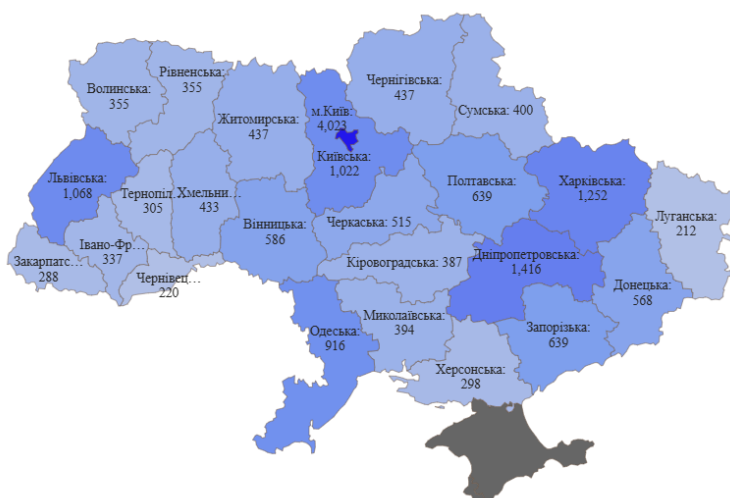 Волинська:
355
Рівненська:
355
Житомирська:
437
м.Київ:
4,023
Київська:
1,022
Чернігівська:
437
Сумська: 400
Львівська:
1,068
Тернопіл…
305
Хмельни…
433
Вінницька:
586
Черкаська: 515
Полтавська:
639
Харківська:
1,252
Луганська:
212
Закарпатс…
288
Івано-Фр…
337
Чернівец…
220
Кіровоградська: 387
Дніпропетровська:
1,416
Донецька:
568
Одеська:
916
Миколаївська:
394
Запорізька:
639
Херсонська:
298